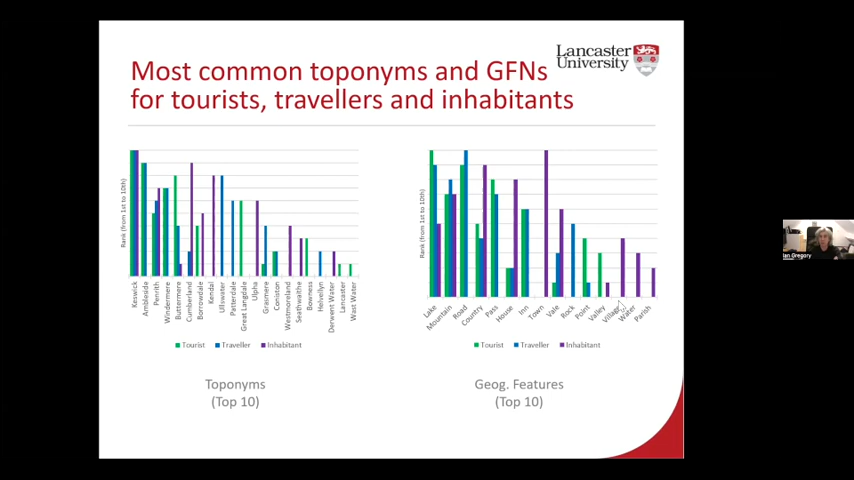 Lancaster
University
Most common toponyms and GFNs
for tourists, travellers and inhabitants
Rank (from 1st to 10th)
Keswick
Ambleside
Penrith
Windermere
Buttermere
Cumberland
Borrowdale
Kendal
Ullswater
Patterdale
Great Langdale
Ulpha
Grasmere
Coniston
Westmoreland
Seathwaithe
Bowness
Helvellyn
Derwent Water
Lancaster
Wast Water
Tourist
Traveller
Inhabitant
Toponyms
(Top 10)
Rank (from 1st to 10th)
Lake
Mountain
Road
Country
Pass
House
Inn
Town
Vale
Rock
Point
Valley
Village
Water
Parish
Tourist
Traveller
Inhabitant
Geog. Features
(Top 10)
Ian Gregory